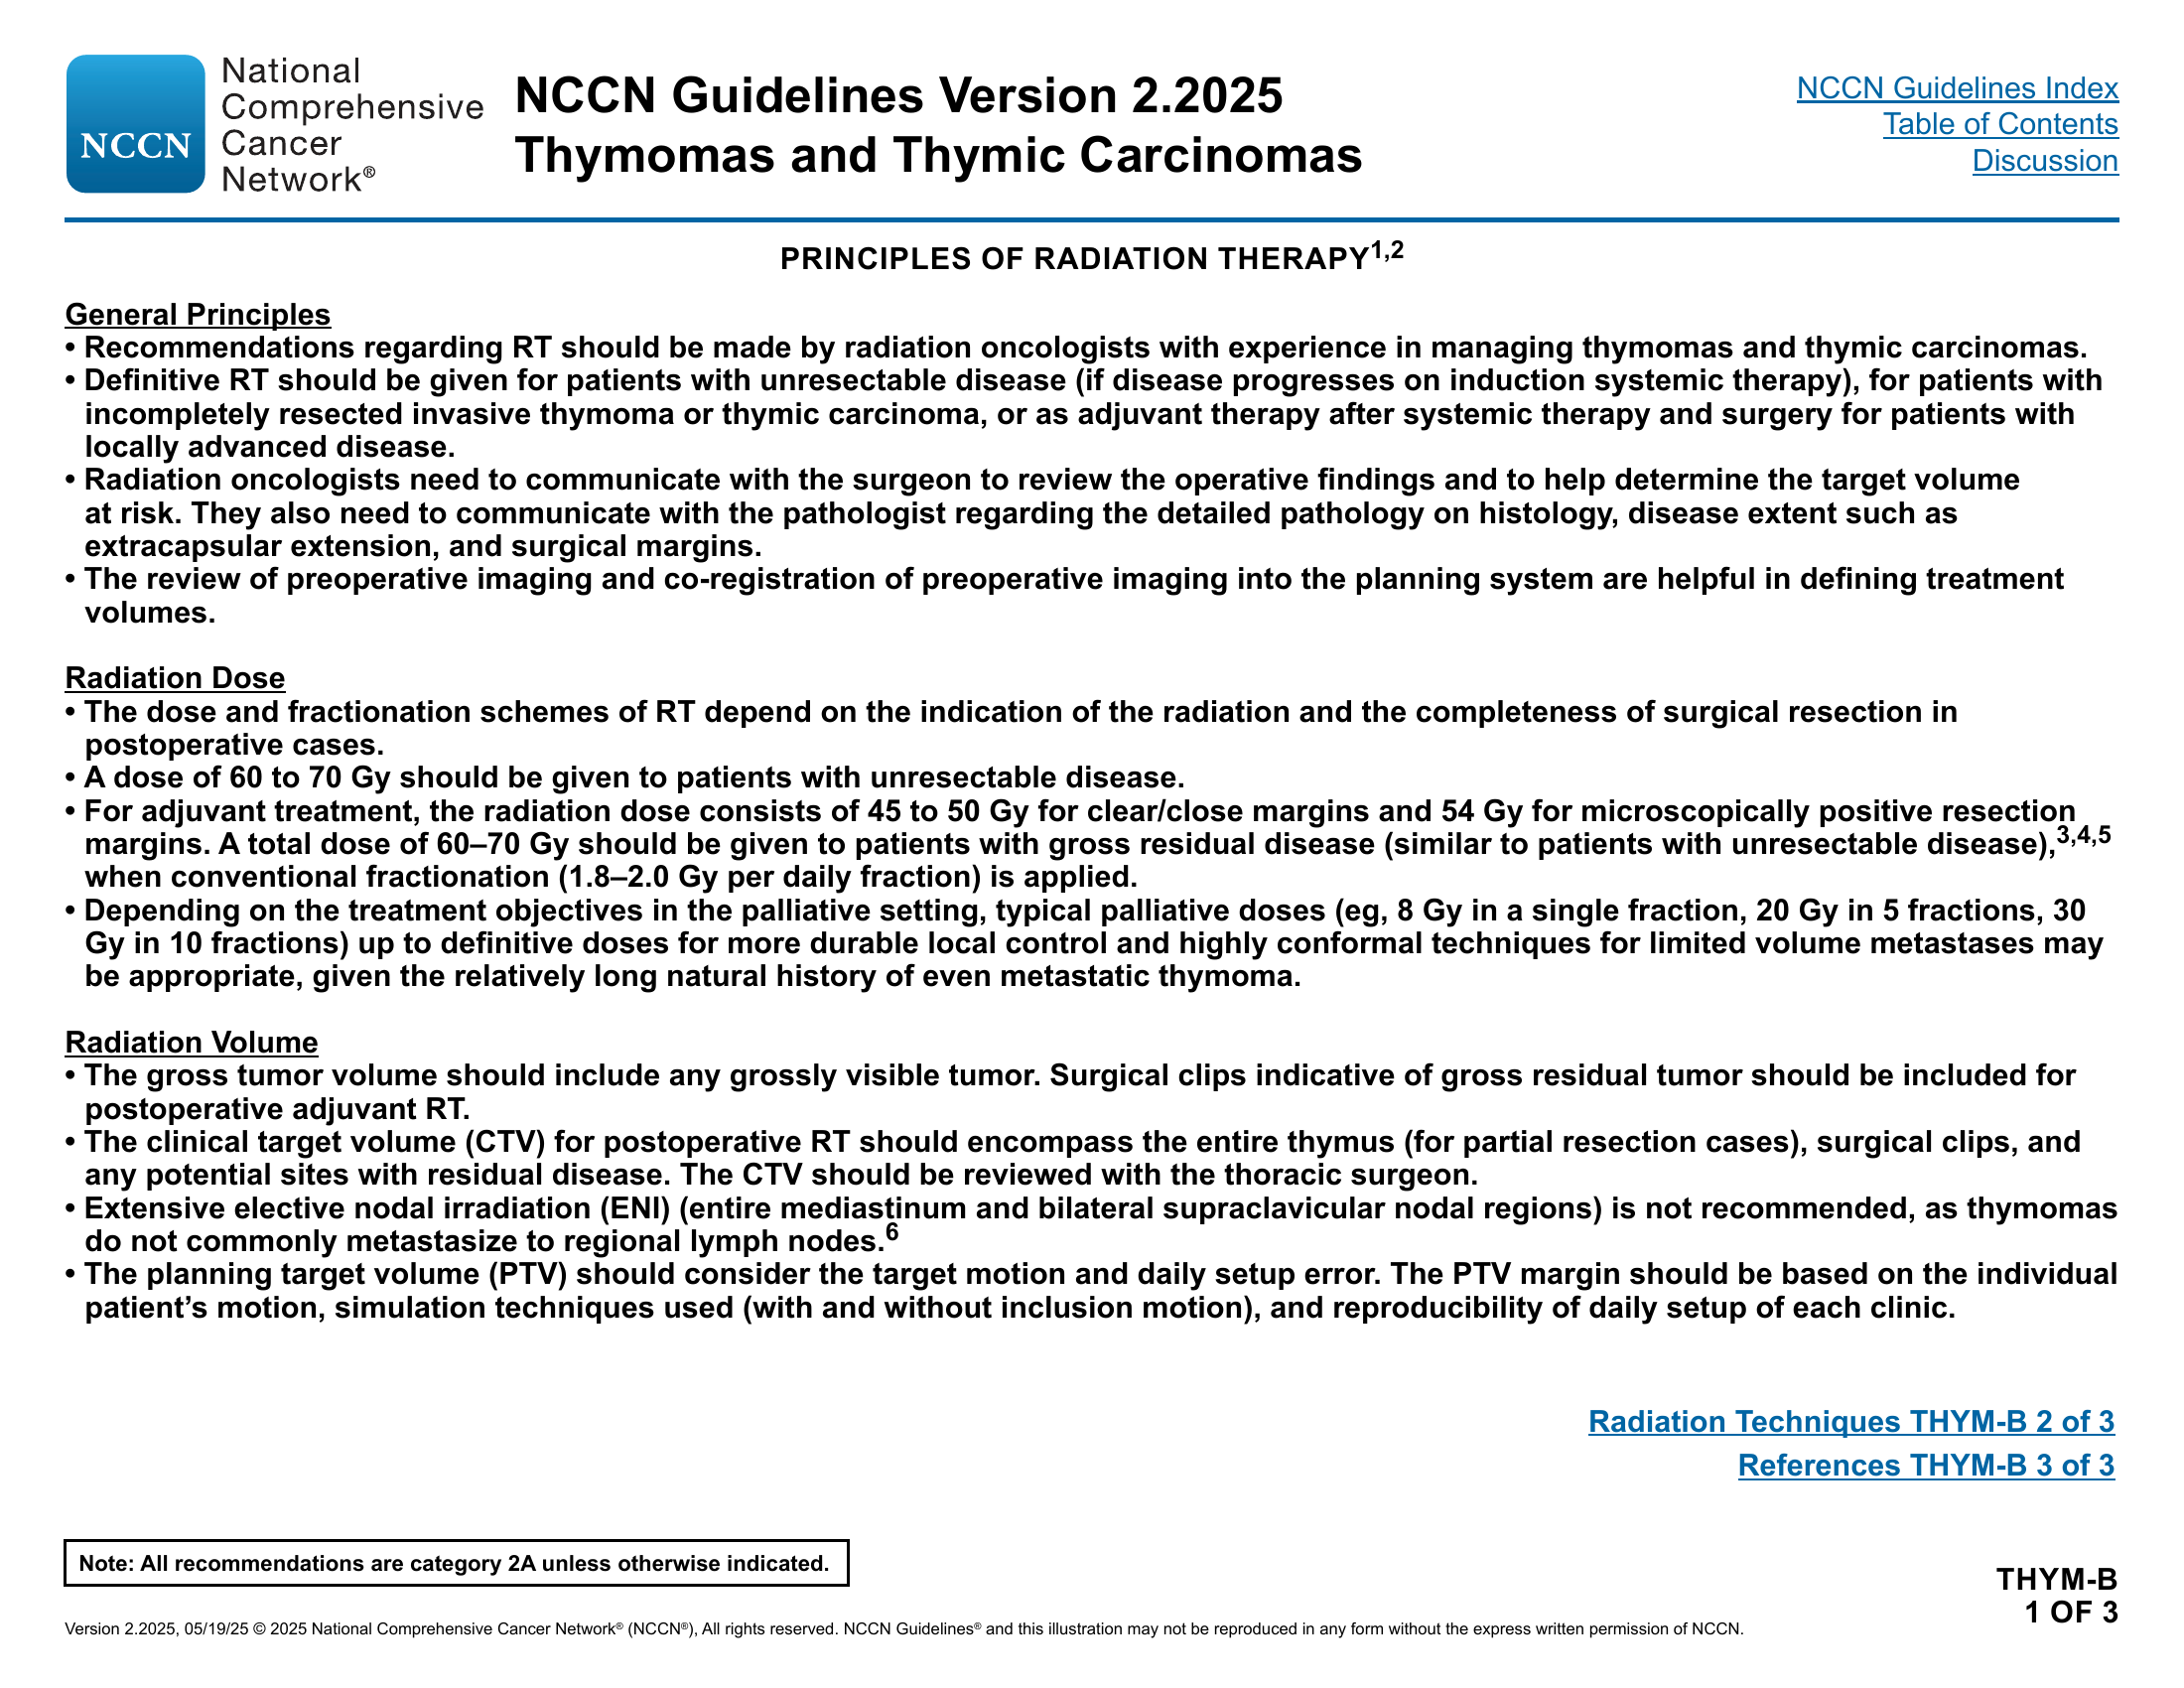 NCCN
National
Comprehensive
Cancer
Network®
NCCN Guidelines Version 2.2025
Thymomas and Thymic Carcinomas
NCCN Guidelines Index
Table of Contents
Discussion
PRINCIPLES OF RADIATION THERAPY1,2
General Principles
• Recommendations regarding RT should be made by radiation oncologists with experience in managing thymomas and thymic carcinomas.
• Definitive RT should be given for patients with unresectable disease (if disease progresses on induction systemic therapy), for patients with
incompletely resected invasive thymoma or thymic carcinoma, or as adjuvant therapy after systemic therapy and surgery for patients with
locally advanced disease.
• Radiation oncologists need to communicate with the surgeon to review the operative findings and to help determine the target volume
at risk. They also need to communicate with the pathologist regarding the detailed pathology on histology, disease extent such as
extracapsular extension, and surgical margins.
• The review of preoperative imaging and co-registration of preoperative imaging into the planning system are helpful in defining treatment
volumes.
Radiation Dose
• The dose and fractionation schemes of RT depend on the indication of the radiation and the completeness of surgical resection in
postoperative cases.
• A dose of 60 to 70 Gy should be given to patients with unresectable disease.
• For adjuvant treatment, the radiation dose consists of 45 to 50 Gy for clear/close margins and 54 Gy for microscopically positive resection
margins. A total dose of 60–70 Gy should be given to patients with gross residual disease (similar to patients with unresectable disease),3,4,5
when conventional fractionation (1.8–2.0 Gy per daily fraction) is applied.
• Depending on the treatment objectives in the palliative setting, typical palliative doses (eg, 8 Gy in a single fraction, 20 Gy in 5 fractions, 30
Gy in 10 fractions) up to definitive doses for more durable local control and highly conformal techniques for limited volume metastases may
be appropriate, given the relatively long natural history of even metastatic thymoma.
Radiation Volume
• The gross tumor volume should include any grossly visible tumor. Surgical clips indicative of gross residual tumor should be included for
postoperative adjuvant RT.
• The clinical target volume (CTV) for postoperative RT should encompass the entire thymus (for partial resection cases), surgical clips, and
any potential sites with residual disease. The CTV should be reviewed with the thoracic surgeon.
• Extensive elective nodal irradiation (ENI) (entire mediastinum and bilateral supraclavicular nodal regions) is not recommended, as thymomas
do not commonly metastasize to regional lymph nodes.6
• The planning target volume (PTV) should consider the target motion and daily setup error. The PTV margin should be based on the individual
patient’s motion, simulation techniques used (with and without inclusion motion), and reproducibility of daily setup of each clinic.
Radiation Techniques THYM-B 2 of 3
References THYM-B 3 of 3
Note: All recommendations are category 2A unless otherwise indicated.
THYM-B
1 OF 3
Version 2.2025, 05/19/25 © 2025 National Comprehensive Cancer Network® (NCCN®), All rights reserved. NCCN Guidelines® and this illustration may not be reproduced in any form without the express written permission of NCCN.